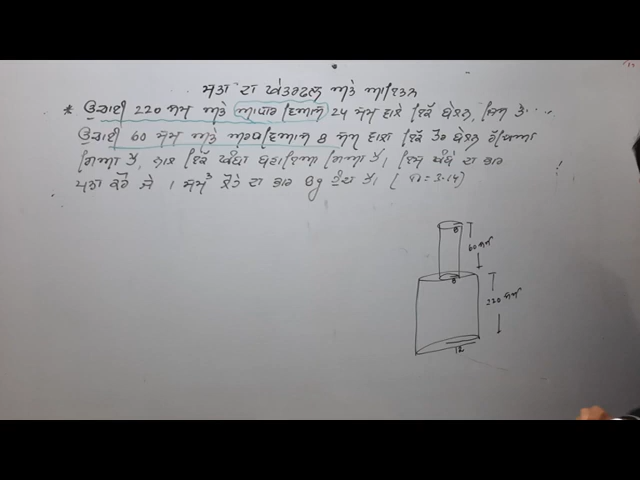 ਸਤਾ ਦਾ ਖੇਤਰਫਲ ਅਤੇ ਆਇਤਨ
* ਉਚਾਈ 220 ਸਮ ਅਤੇ ਆਧਾਰ ਵਿਆਸ 24 ਸਮ ਵਾਲੇ ਇੱਕ ਬੇਲਨ, ਜਿਸ ਤੇ
ਉਚਾਈ 60 ਸਮ ਅਤੇ ਅਰਧਵਿਆਸ 8 ਸਮ ਵਾਲਾ ਇੱਕ ਹੋਰ ਬੇਲਨ ਰੱਖਿਆ
ਗਿਆ ਹੈ, ਨਾਲ ਇੱਕ ਖੰਬਾ ਬਣਾਇਆ ਗਿਆ ਹੈ। ਇਸ ਖੰਬੇ ਦਾ ਭਾਰ
ਪਤਾ ਕਰੋ ਜੇ 1 ਸਮ³ ਲੋਹੇ ਦਾ ਭਾਰ 8g ਹੁੰਦਾ ਹੈ। ( π = 3.14)
8
60 ਸਮ
8
220 ਸਮ
12